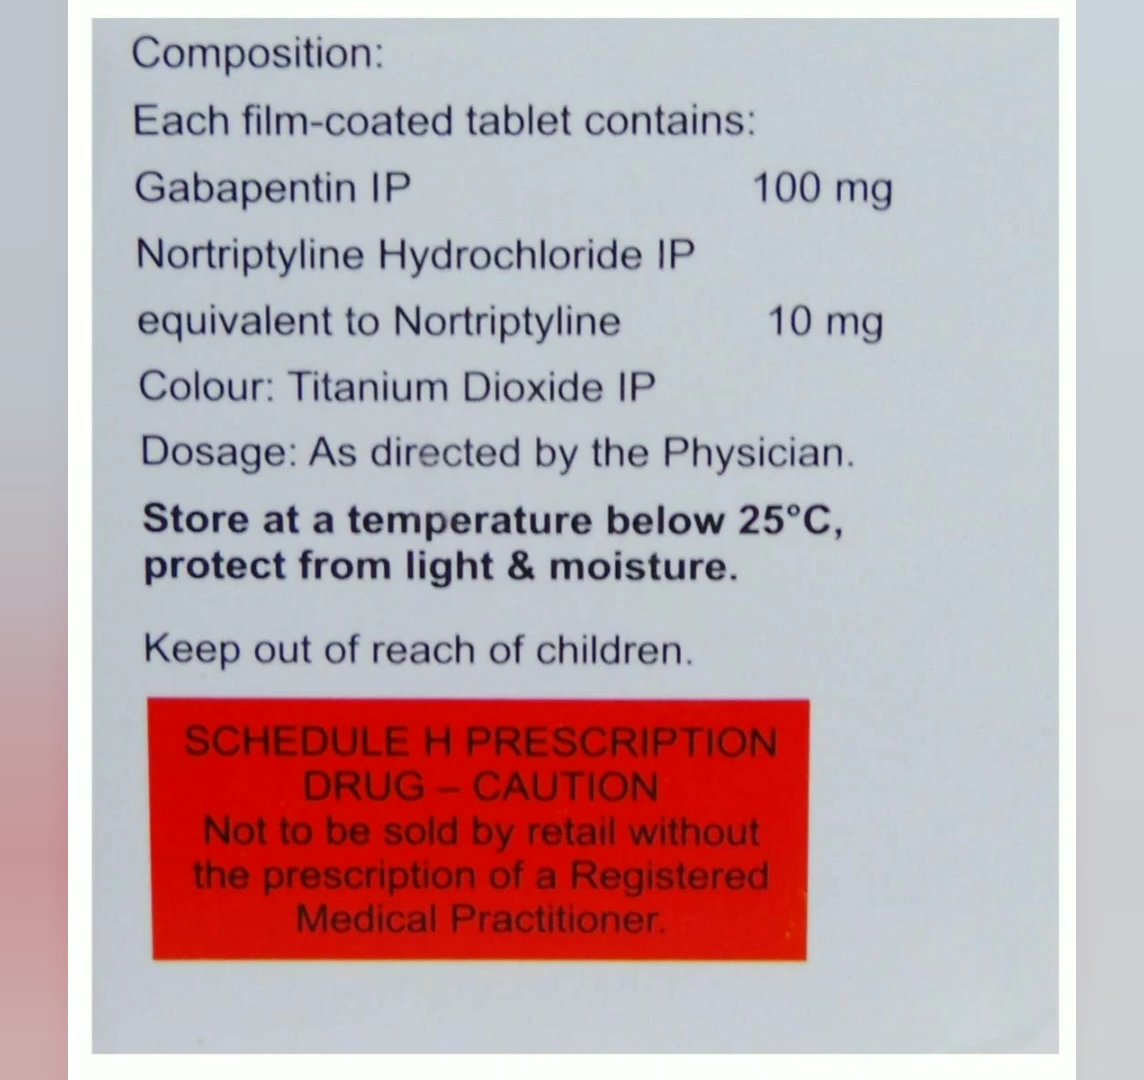 Composition:
Each film-coated tablet contains:
Gabapentin IP 100 mg
Nortriptyline Hydrochloride IP
equivalent to Nortriptyline 10 mg
Colour: Titanium Dioxide IP
Dosage: As directed by the Physician.
Store at a temperature below 25°C,
protect from light & moisture.
Keep out of reach of children.
SCHEDULE H PRESCRIPTION
DRUG – CAUTION
Not to be sold by retail without
the prescription of a Registered
Medical Practitioner.